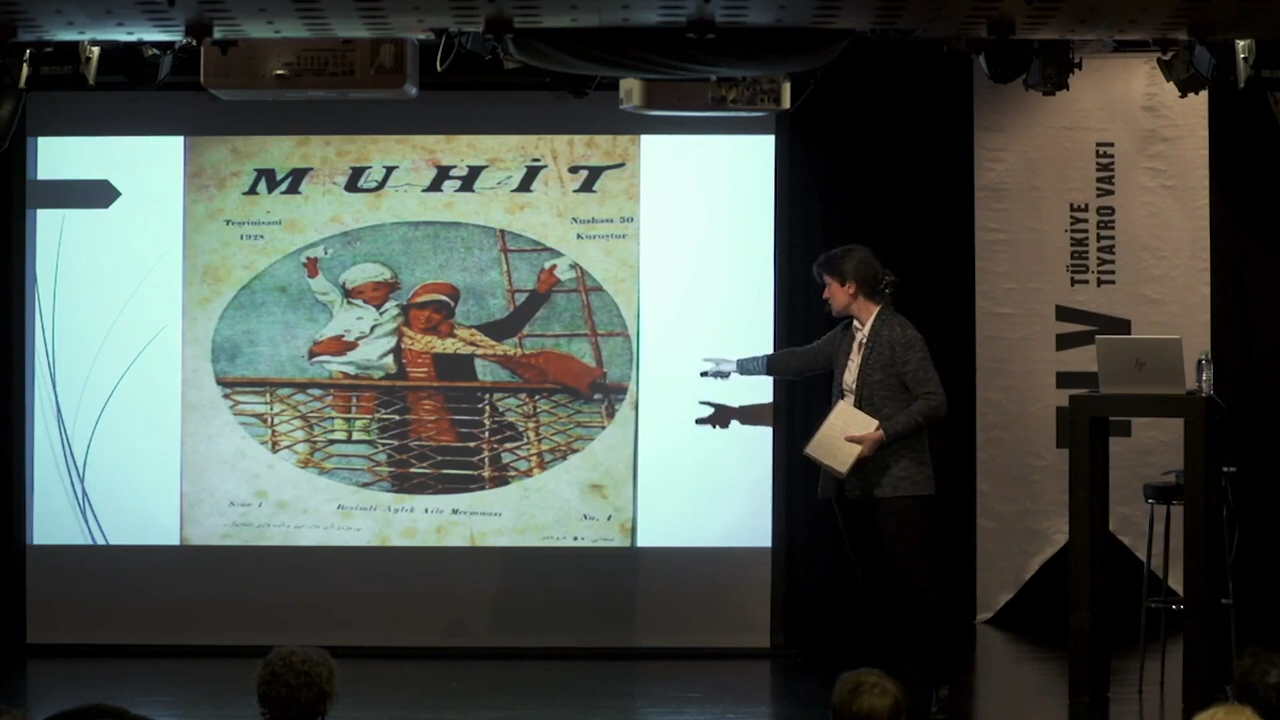 MUHİT
Teşrinisani
1928
Nushası 50
Kuruştur
Sene 1
Resimli Aylık Aile Mecmuası
No. 1
TÜRKİYE
TİYATRO VAKFI
hp